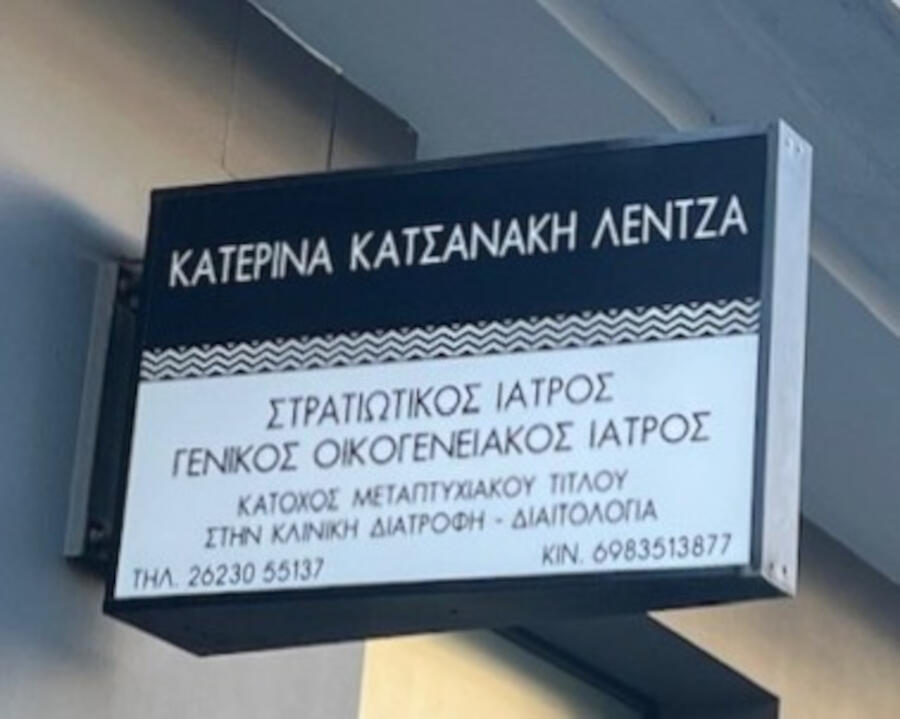 ΚΑΤΕΡΙΝΑ ΚΑΤΣΑΝΑΚΗ ΛΕΝΤΖΑ
ΣΤΡΑΤΙΩΤΙΚΟΣ ΙΑΤΡΟΣ
ΓΕΝΙΚΟΣ ΟΙΚΟΓΕΝΕΙΑΚΟΣ ΙΑΤΡΟΣ
ΚΑΤΟΧΟΣ ΜΕΤΑΠΤΥΧΙΑΚΟΥ ΤΙΤΛΟΥ
ΣΤΗΝ ΚΛΙΝΙΚΗ ΔΙΑΤΡΟΦΗ - ΔΙΑΙΤΟΛΟΓΙΑ
ΤΗΛ. 26230 55137 ΚΙΝ. 6983513877